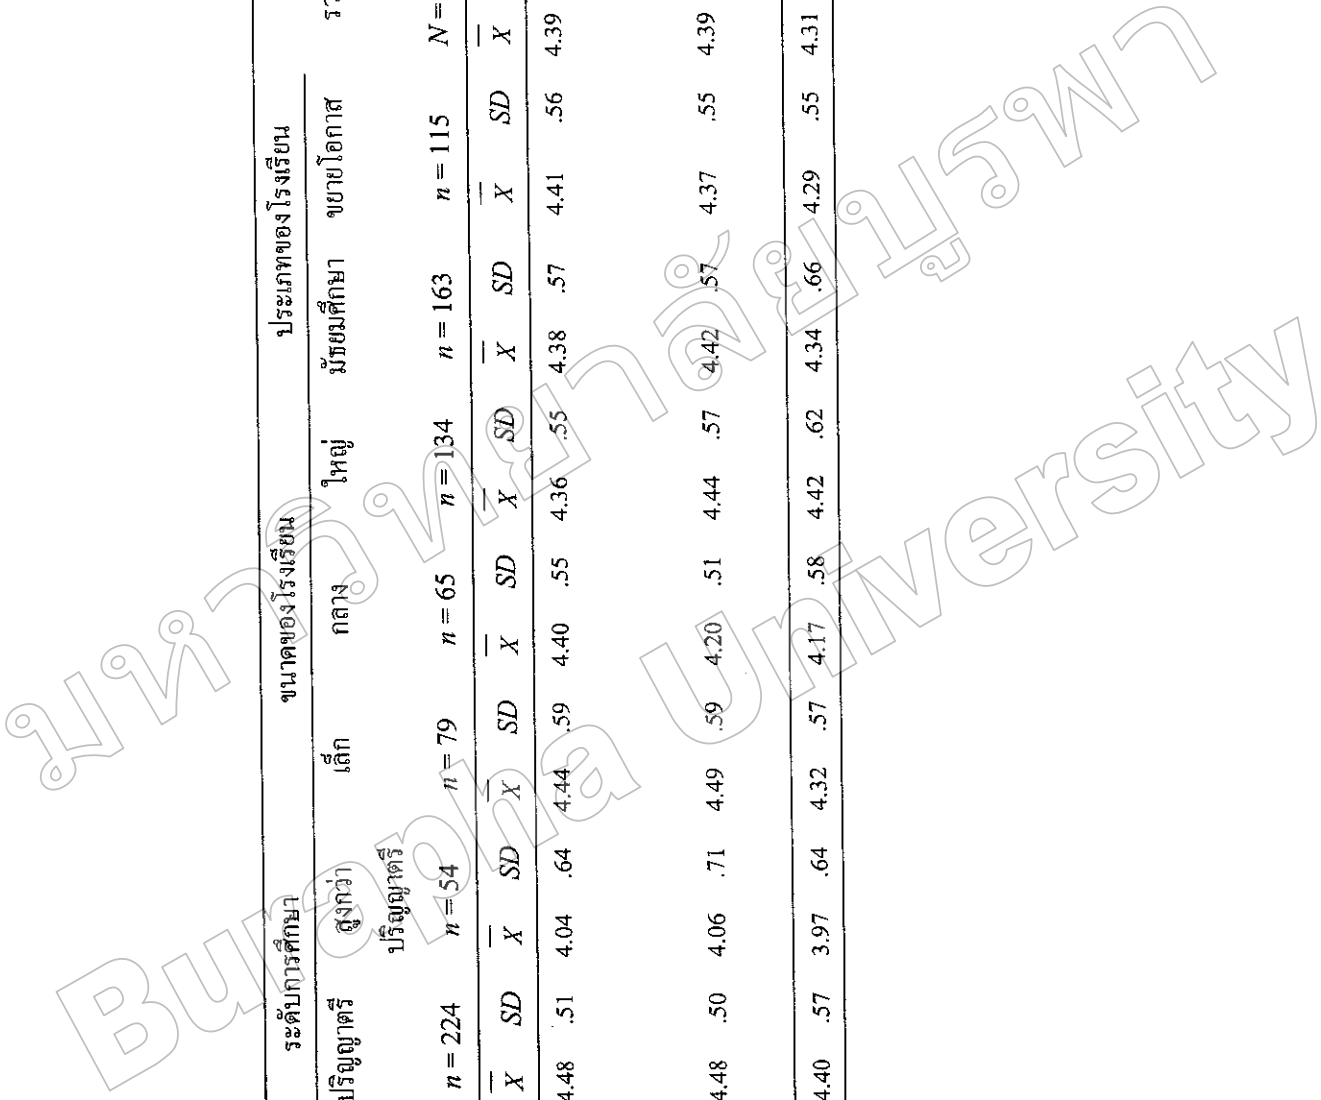 ระดับการศึกษา ขนาดของโรงเรียน ประเภทของโรงเรียน
ปริญญาตรี สูงกว่า เล็ก กลาง ใหญ่ มัธยมศึกษา ขยายโอกาส
ปริญญาตรี
n = 224 n = 54 n = 79 n = 65 n = 134 n = 163 n = 115 N =
X̄ SD X̄ SD X̄ SD X̄ SD X̄ SD X̄ SD X̄ SD X̄
4.48 .51 4.04 .64 4.44 .59 4.40 .55 4.36 .55 4.38 .57 4.41 .56 4.39
4.48 .50 4.06 .71 4.49 .59 4.20 .51 4.44 .57 4.42 .57 4.37 .55 4.39
4.40 .57 3.97 .64 4.32 .57 4.17 .58 4.42 .62 4.34 .66 4.29 .55 4.31
มหาวิทยาลัยบูรพา
Burapha University